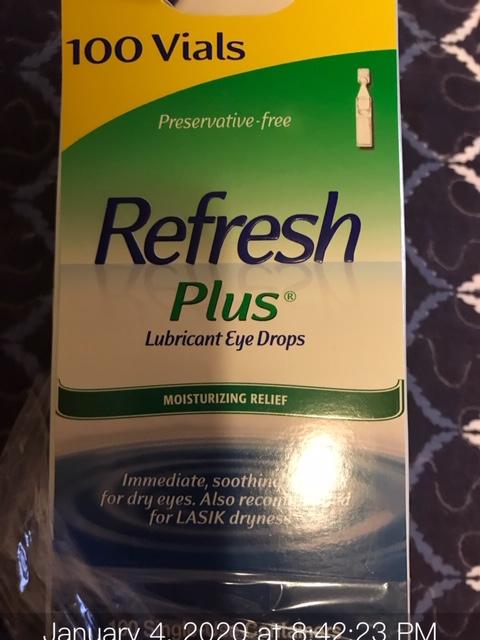 100 Vials
Preservative-free
Refresh
Plus®
Lubricant Eye Drops
MOISTURIZING RELIEF
Immediate, soothing
for dry eyes. Also
for LASIK dryness
January 4, 2020 at 8:42:23 PM